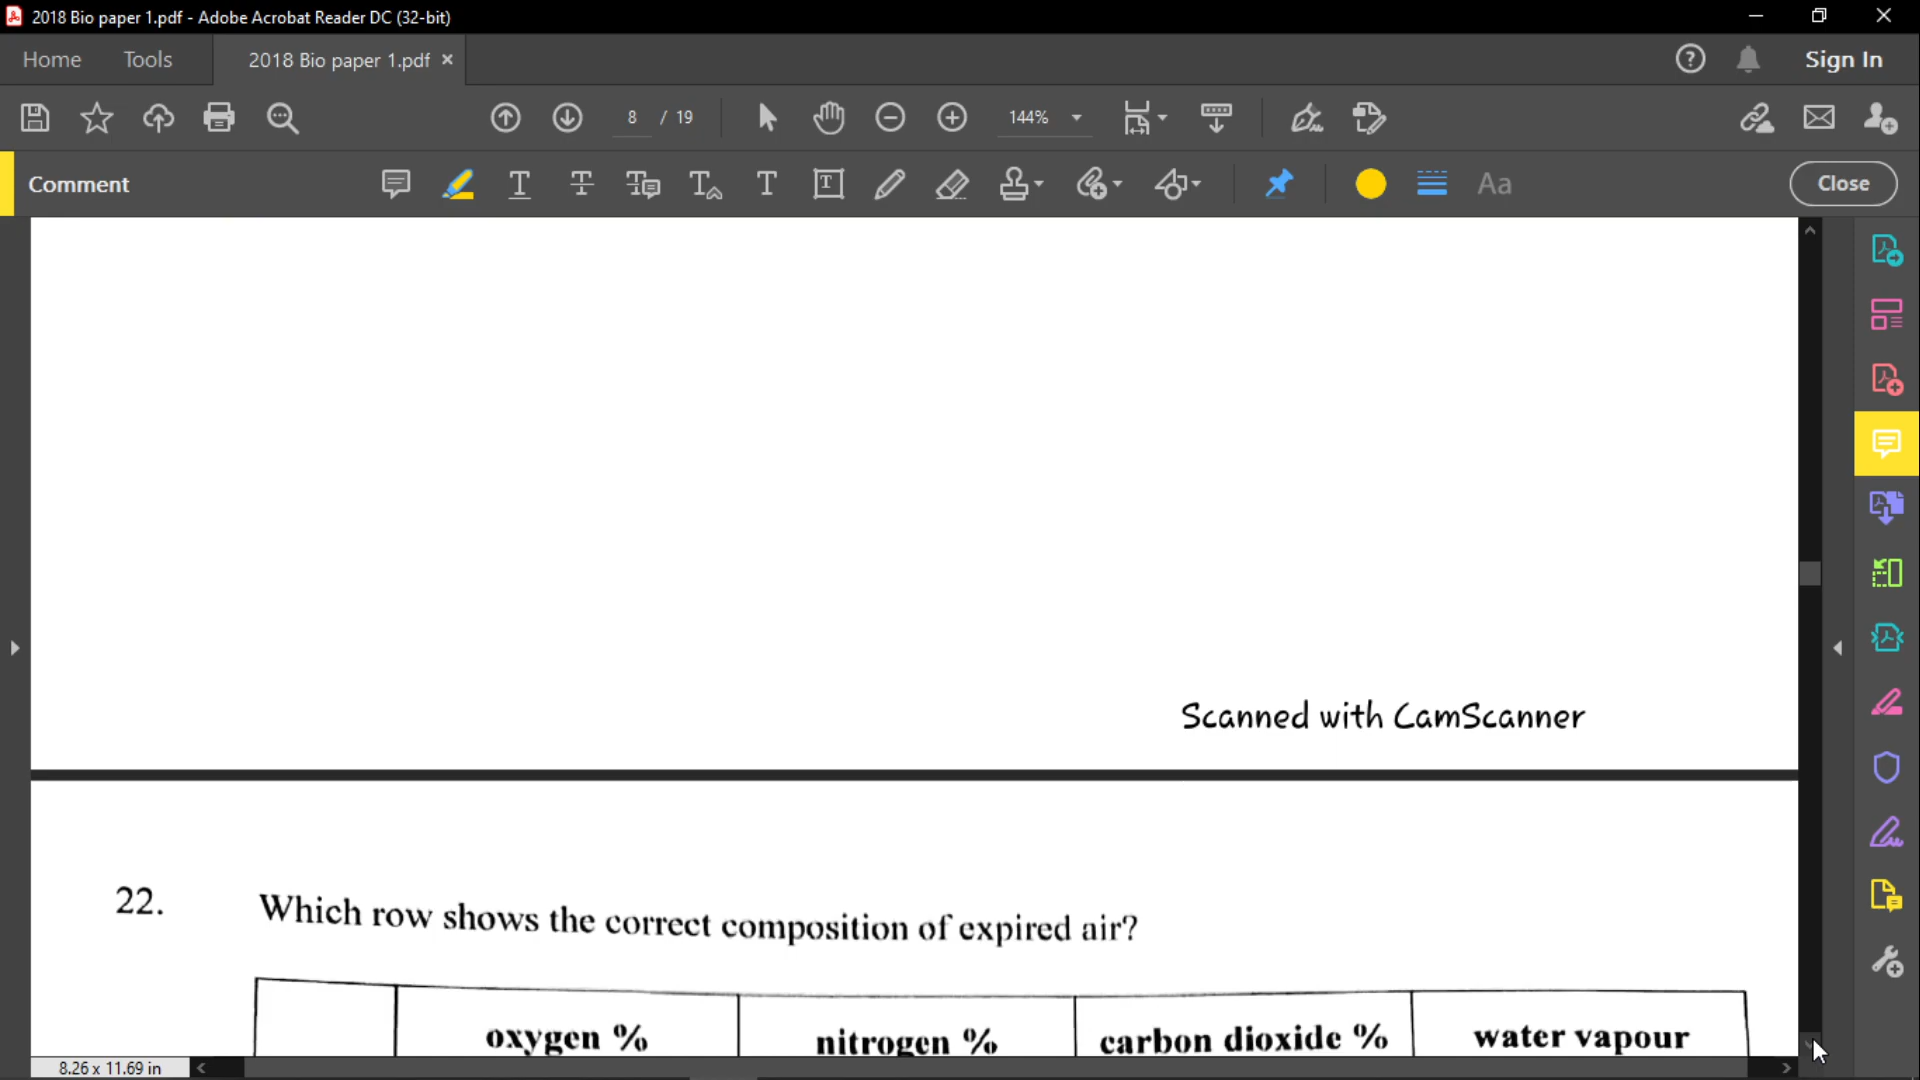 2018 Bio paper 1.pdf - Adobe Acrobat Reader DC (32-bit)
Home Tools 2018 Bio paper 1.pdf × Sign In
8 / 19 144%
Comment Aa Close
Scanned with CamScanner
22. Which row shows the correct composition of expired air?
oxygen % nitrogen % carbon dioxide % water vapour
8.26 x 11.69 in